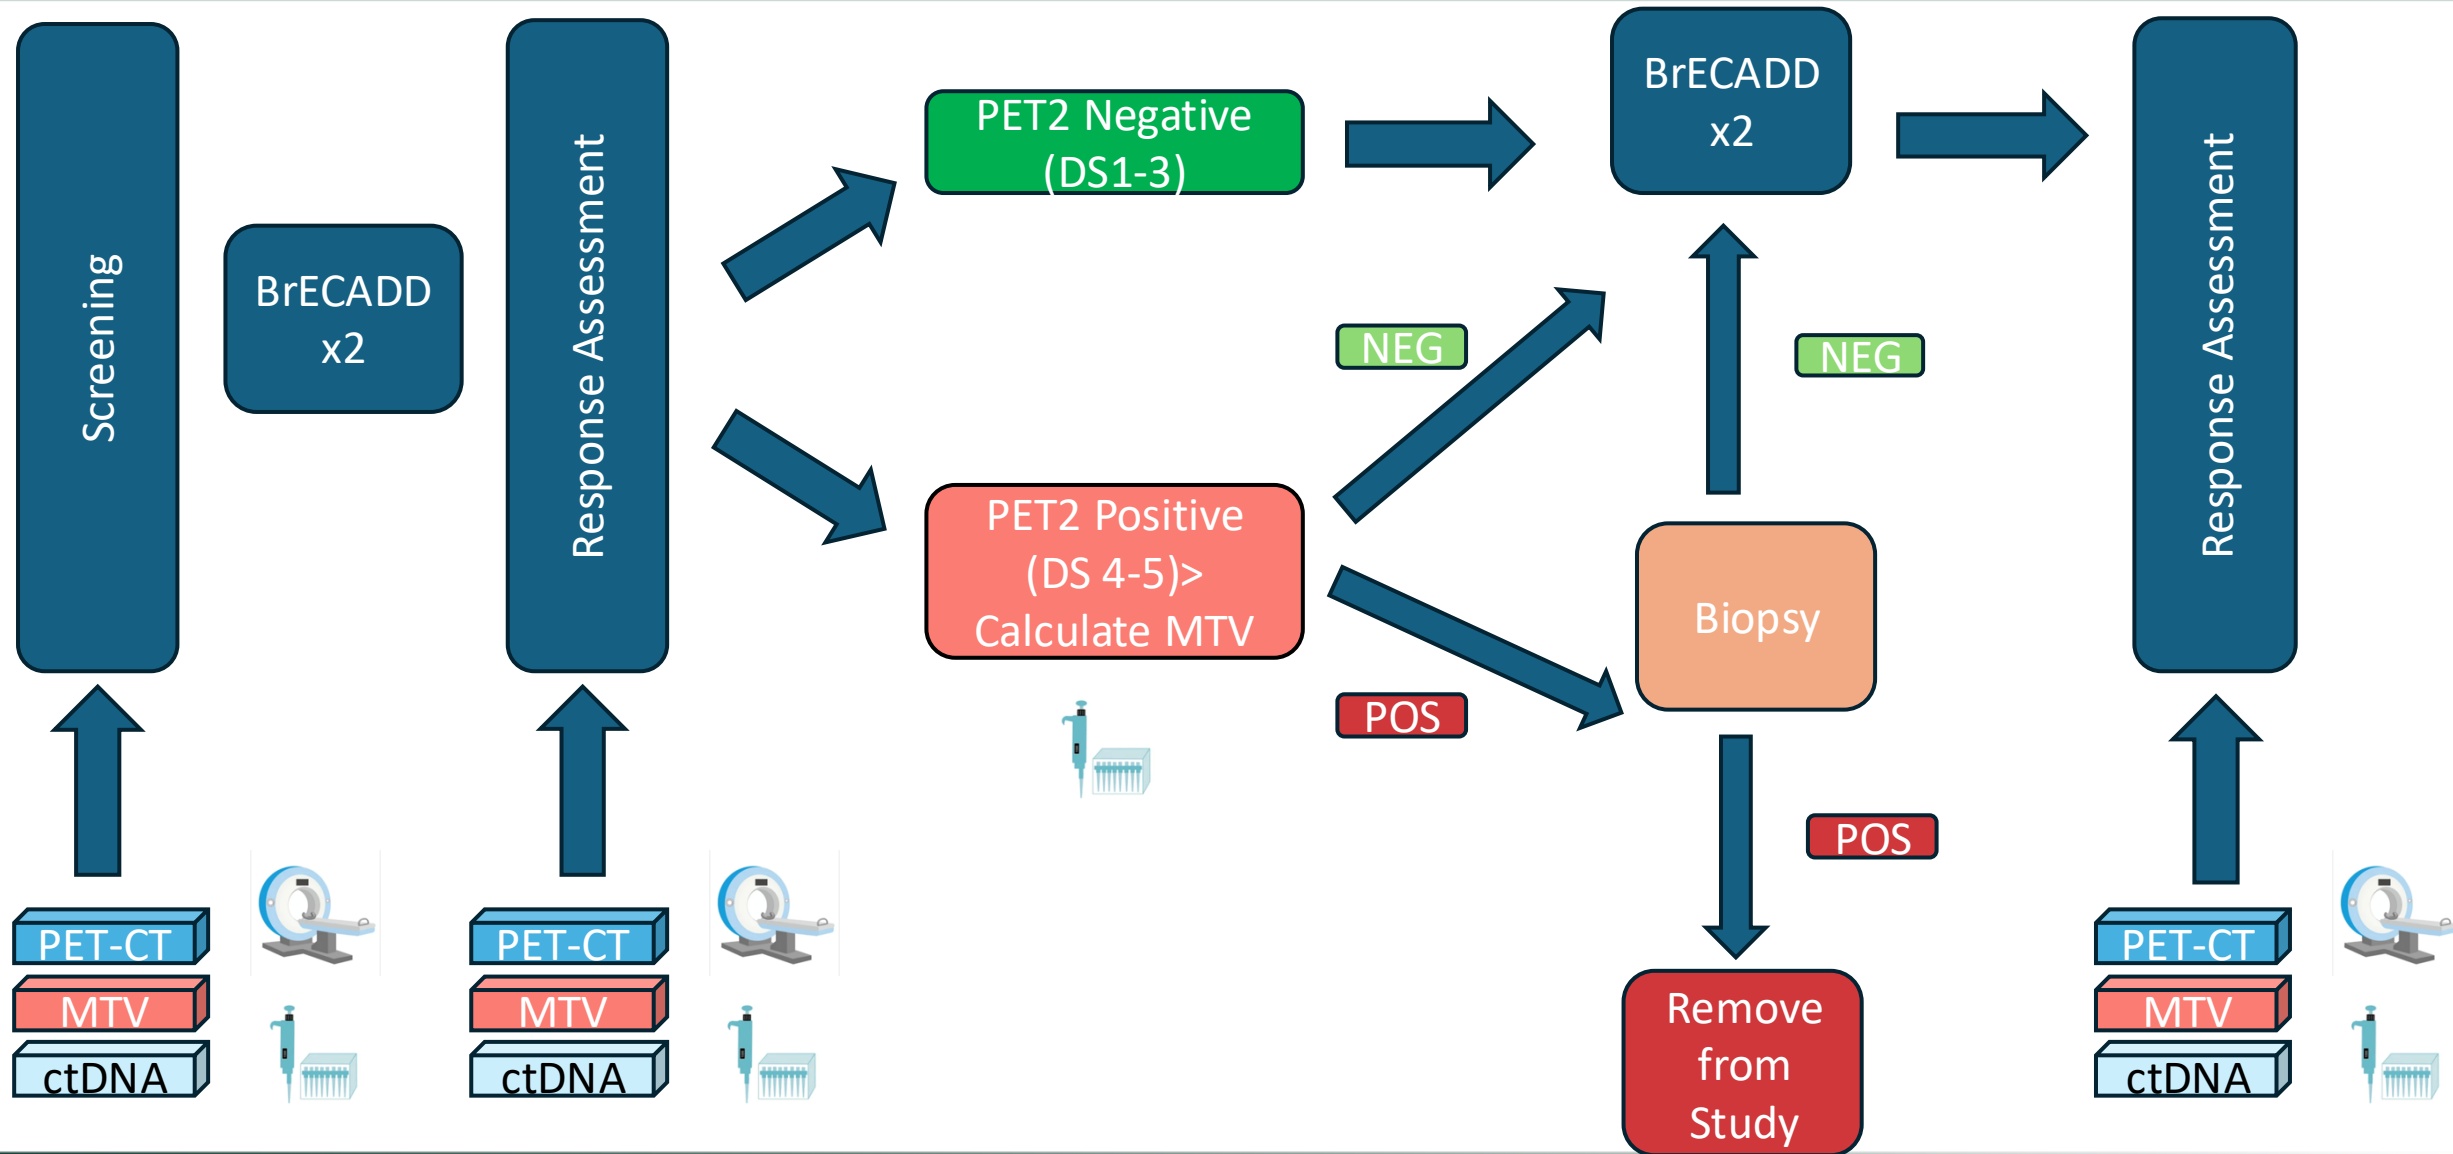 Screening
BrECADD
x2
Response Assessment
PET2 Negative
(DS1-3)
PET2 Positive
(DS 4-5)>
Calculate MTV
NEG
POS
BrECADD
x2
NEG
Biopsy
POS
Remove
from
Study
Response Assessment
PET-CT
MTV
ctDNA
PET-CT
MTV
ctDNA
PET-CT
MTV
ctDNA